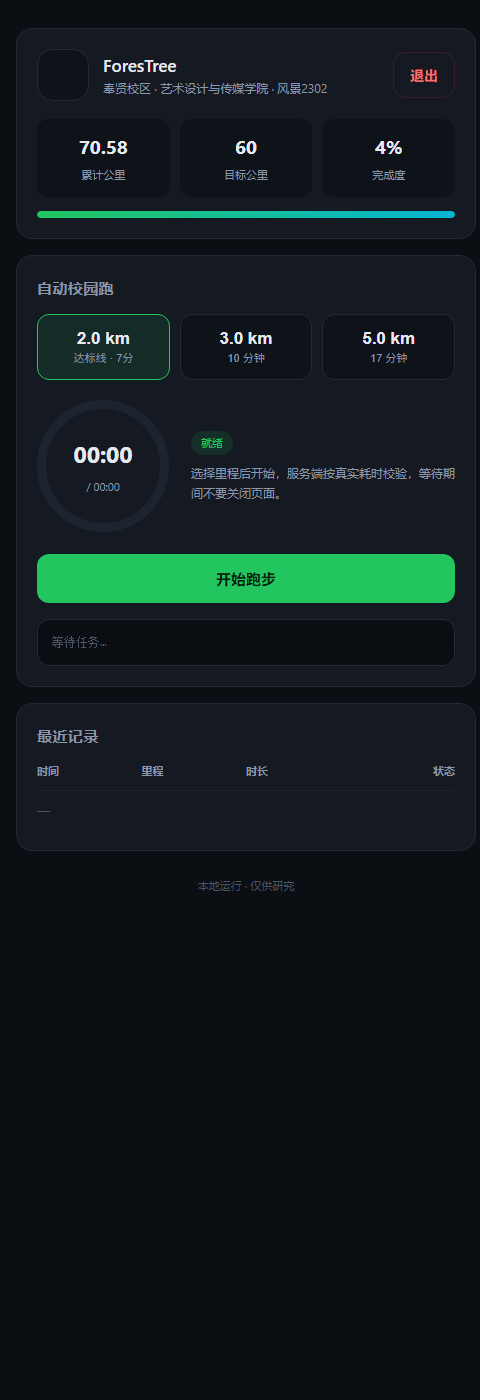 ForesTree
奉贤校区 · 艺术设计与传媒学院 · 风景2302
退出
70.58
累计公里
60
目标公里
4%
完成度
自动校园跑
2.0 km
达标线 · 7分
3.0 km
10 分钟
5.0 km
17 分钟
00:00
/ 00:00
就绪
选择里程后开始，服务端按真实耗时校验，等待期
间不要关闭页面。
开始跑步
等待任务…
最近记录
时间 里程 时长 状态
—
本地运行 · 仅供研究